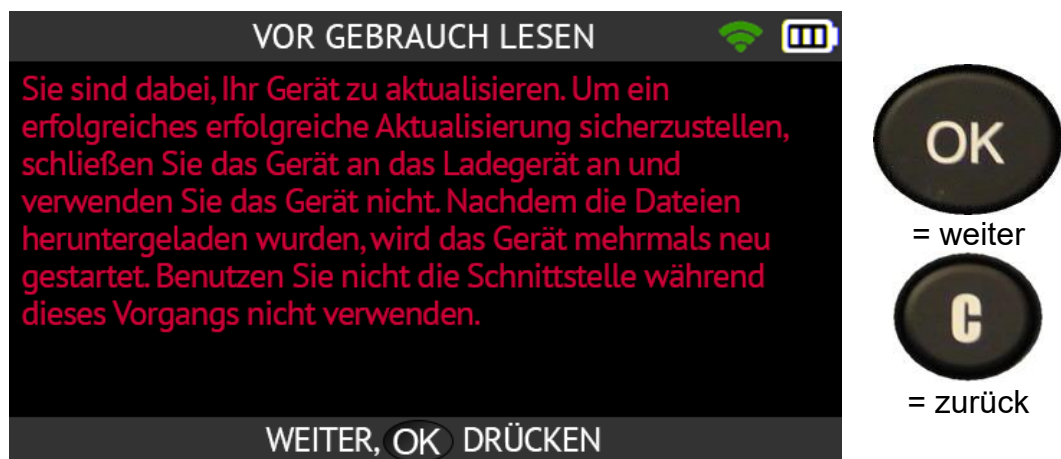 VOR GEBRAUCH LESEN
Sie sind dabei, Ihr Gerät zu aktualisieren. Um ein
erfolgreiches erfolgreiche Aktualisierung sicherzustellen,
schließen Sie das Gerät an das Ladegerät an und
verwenden Sie das Gerät nicht. Nachdem die Dateien
heruntergeladen wurden, wird das Gerät mehrmals neu
gestartet. Benutzen Sie nicht die Schnittstelle während
dieses Vorgangs nicht verwenden.
WEITER, OK DRÜCKEN
OK
= weiter
C
= zurück